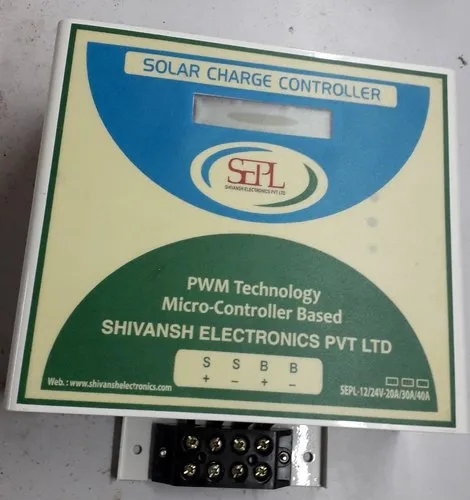 SOLAR CHARGE CONTROLLER
SEPL
SHIVANSH ELECTRONICS PVT LTD
PWM Technology
Micro-Controller Based
SHIVANSH ELECTRONICS PVT LTD
S S B B
+ − + −
Web. : www.shivanshelectronics.com
SEPL-12/24V-20A/30A/40A